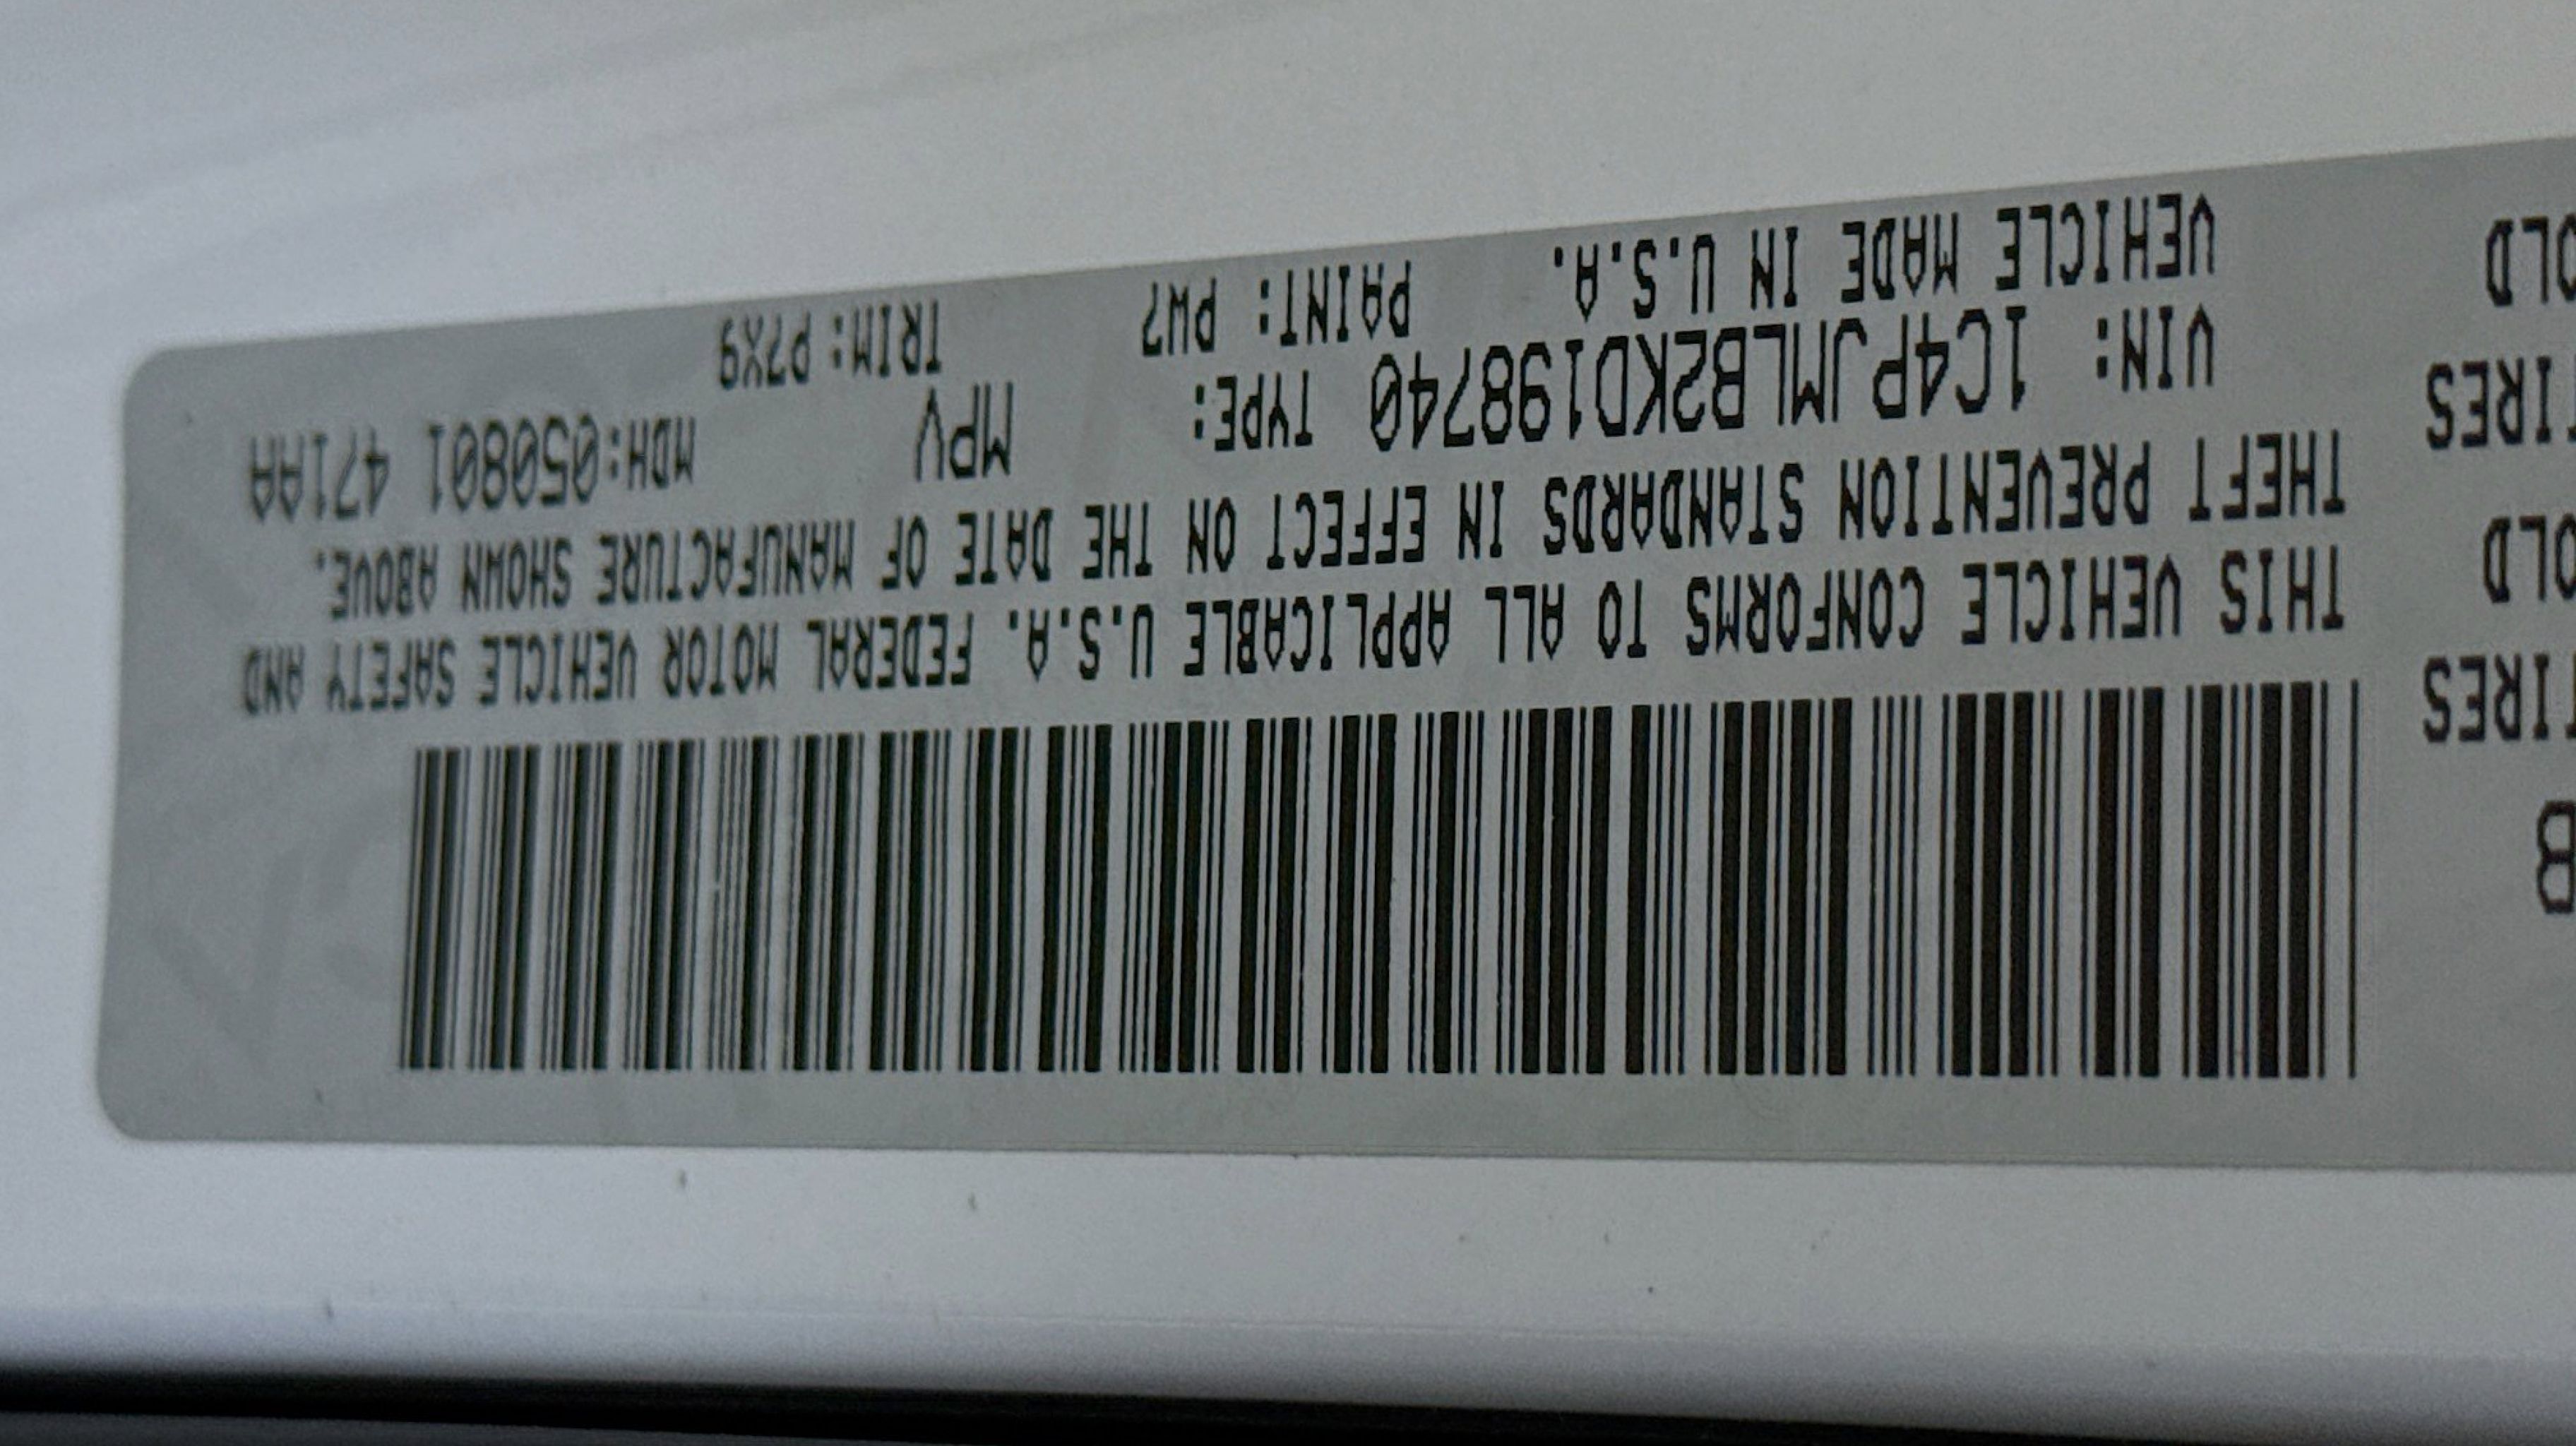 THIS VEHICLE CONFORMS TO ALL APPLICABLE U.S.A. FEDERAL MOTOR VEHICLE SAFETY AND
THEFT PREVENTION STANDARDS IN EFFECT ON THE DATE OF MANUFACTURE SHOWN ABOVE.
VIN: 1C4PJMLB2KD198740 TYPE: MPV MDH:050801 471AA
VEHICLE MADE IN U.S.A. PAINT: PW7 TRIM:P7X9